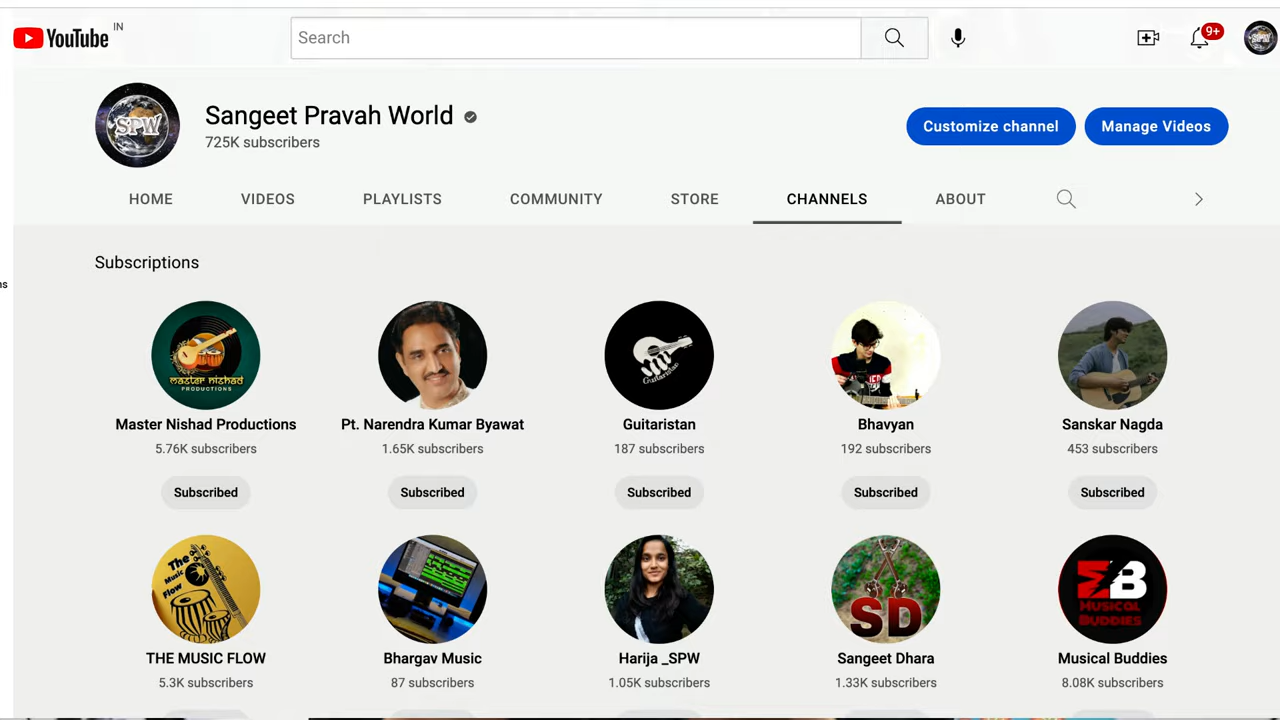 YouTube IN
Search
9+
SPW
Sangeet Pravah World
725K subscribers
Customize channel
Manage Videos
HOME
VIDEOS
PLAYLISTS
COMMUNITY
STORE
CHANNELS
ABOUT
Subscriptions
ns
MASTER NISHAD
PRODUCTIONS
Guitaristan
Master Nishad Productions
Pt. Narendra Kumar Byawat
Guitaristan
Bhavyan
Sanskar Nagda
5.76K subscribers
1.65K subscribers
187 subscribers
192 subscribers
453 subscribers
Subscribed
Subscribed
Subscribed
Subscribed
Subscribed
The
Music
Flow
SD
MB
MUSICAL
BUDDIES
THE MUSIC FLOW
Bhargav Music
Harija _SPW
Sangeet Dhara
Musical Buddies
5.3K subscribers
87 subscribers
1.05K subscribers
1.33K subscribers
8.08K subscribers